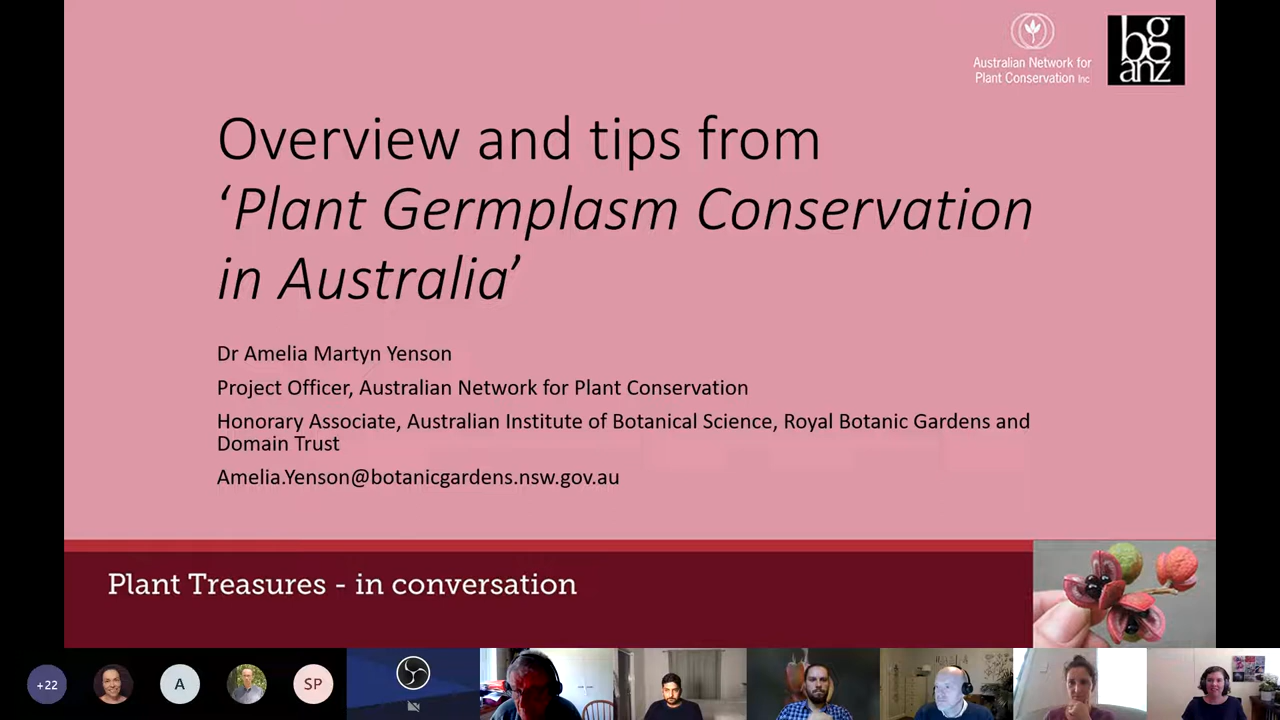 Australian Network for
Plant Conservation Inc.
bg
anz
Overview and tips from
‘Plant Germplasm Conservation
in Australia’
Dr Amelia Martyn Yenson
Project Officer, Australian Network for Plant Conservation
Honorary Associate, Australian Institute of Botanical Science, Royal Botanic Gardens and
Domain Trust
Amelia.Yenson@botanicgardens.nsw.gov.au
Plant Treasures - in conversation
+22
A
SP